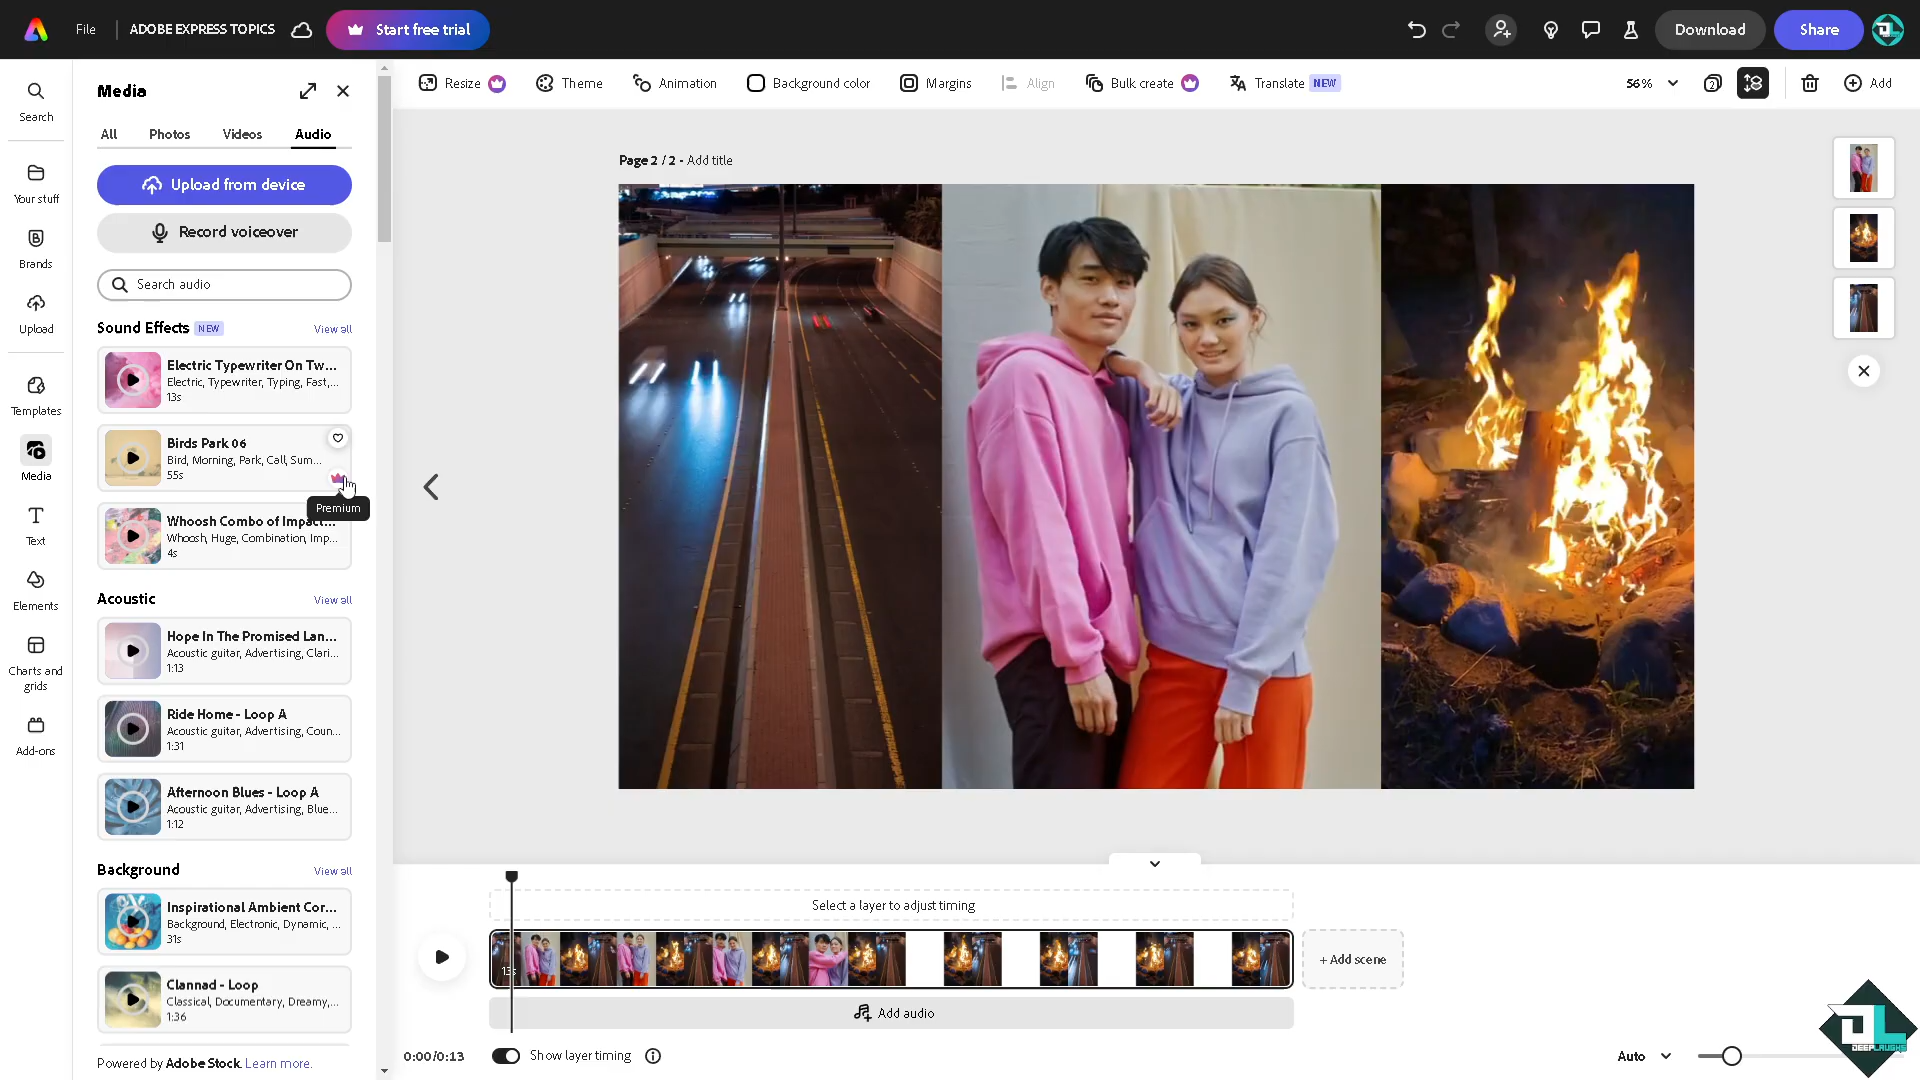 File
ADOBE EXPRESS TOPICS
Start free trial
Download
Share
Search
Your stuff
Brands
Upload
Templates
Media
Text
Elements
Charts and
grids
Add-ons
Media
All Photos Videos Audio
Upload from device
Record voiceover
Search audio
Sound Effects NEW View all
Electric Typewriter On Tw...
Electric, Typewriter, Typing, Fast,...
13s
Birds Park 06
Bird, Morning, Park, Call, Sum...
55s
Premium
Whoosh Combo of Impact...
Whoosh, Huge, Combination, Imp...
4s
Acoustic View all
Hope In The Promised Lan...
Acoustic guitar, Advertising, Clari...
1:13
Ride Home - Loop A
Acoustic guitar, Advertising, Coun...
1:31
Afternoon Blues - Loop A
Acoustic guitar, Advertising, Blue...
1:12
Background View all
Inspirational Ambient Cor...
Background, Electronic, Dynamic, ...
31s
Clannad - Loop
Classical, Documentary, Dreamy,...
1:36
Powered by Adobe Stock. Learn more.
Resize Theme Animation Background color Margins Align Bulk create Translate NEW
56% 2 Add
Page 2 / 2 - Add title
Select a layer to adjust timing
13s
+ Add scene
Add audio
0:00/0:13 Show layer timing
Auto
DL
DEEPLAUGHS